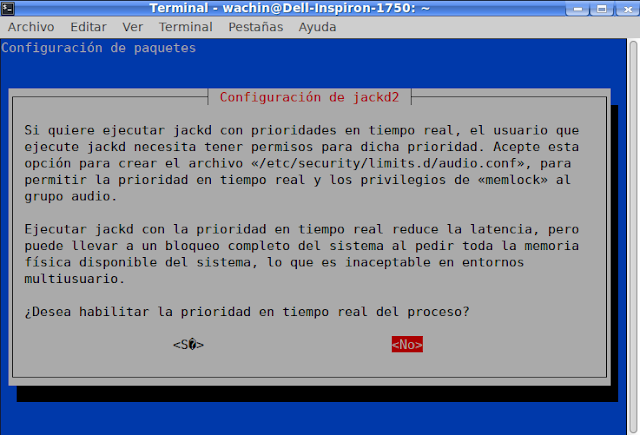 Terminal - wachin@Dell-Inspiron-1750: ~
Archivo Editar Ver Terminal Pestañas Ayuda
Configuración de paquetes
Configuración de jackd2
Si quiere ejecutar jackd con prioridades en tiempo real, el usuario que
ejecute jackd necesita tener permisos para dicha prioridad. Acepte esta
opción para crear el archivo «/etc/security/limits.d/audio.conf», para
permitir la prioridad en tiempo real y los privilegios de «memlock» al
grupo audio.
Ejecutar jackd con la prioridad en tiempo real reduce la latencia, pero
puede llevar a un bloqueo completo del sistema al pedir toda la memoria
física disponible del sistema, lo que es inaceptable en entornos
multiusuario.
¿Desea habilitar la prioridad en tiempo real del proceso?
<S�> <No>